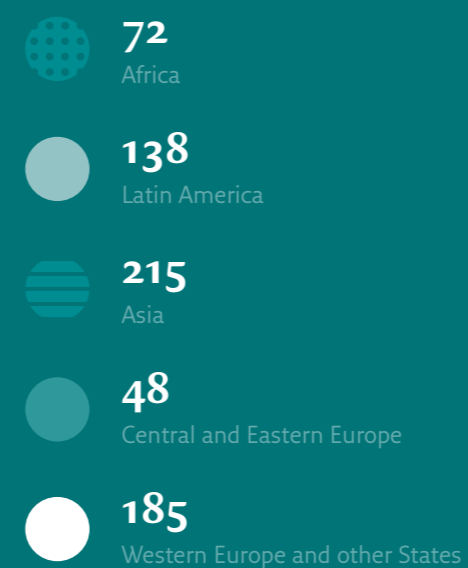 72
Africa
138
Latin America
215
Asia
48
Central and Eastern Europe
185
Western Europe and other States